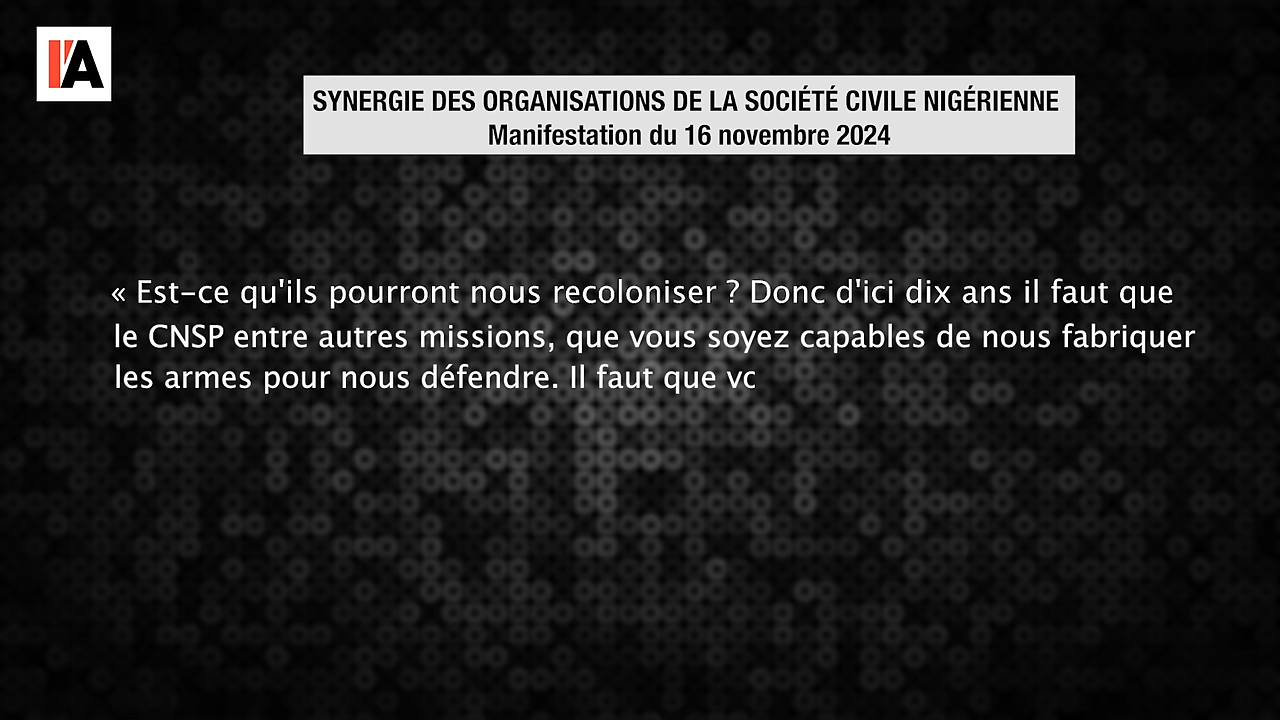 I'A
SYNERGIE DES ORGANISATIONS DE LA SOCIÉTÉ CIVILE NIGÉRIENNE
Manifestation du 16 novembre 2024
« Est-ce qu'ils pourront nous recoloniser ? Donc d'ici dix ans il faut que
le CNSP entre autres missions, que vous soyez capables de nous fabriquer
les armes pour nous défendre. Il faut que